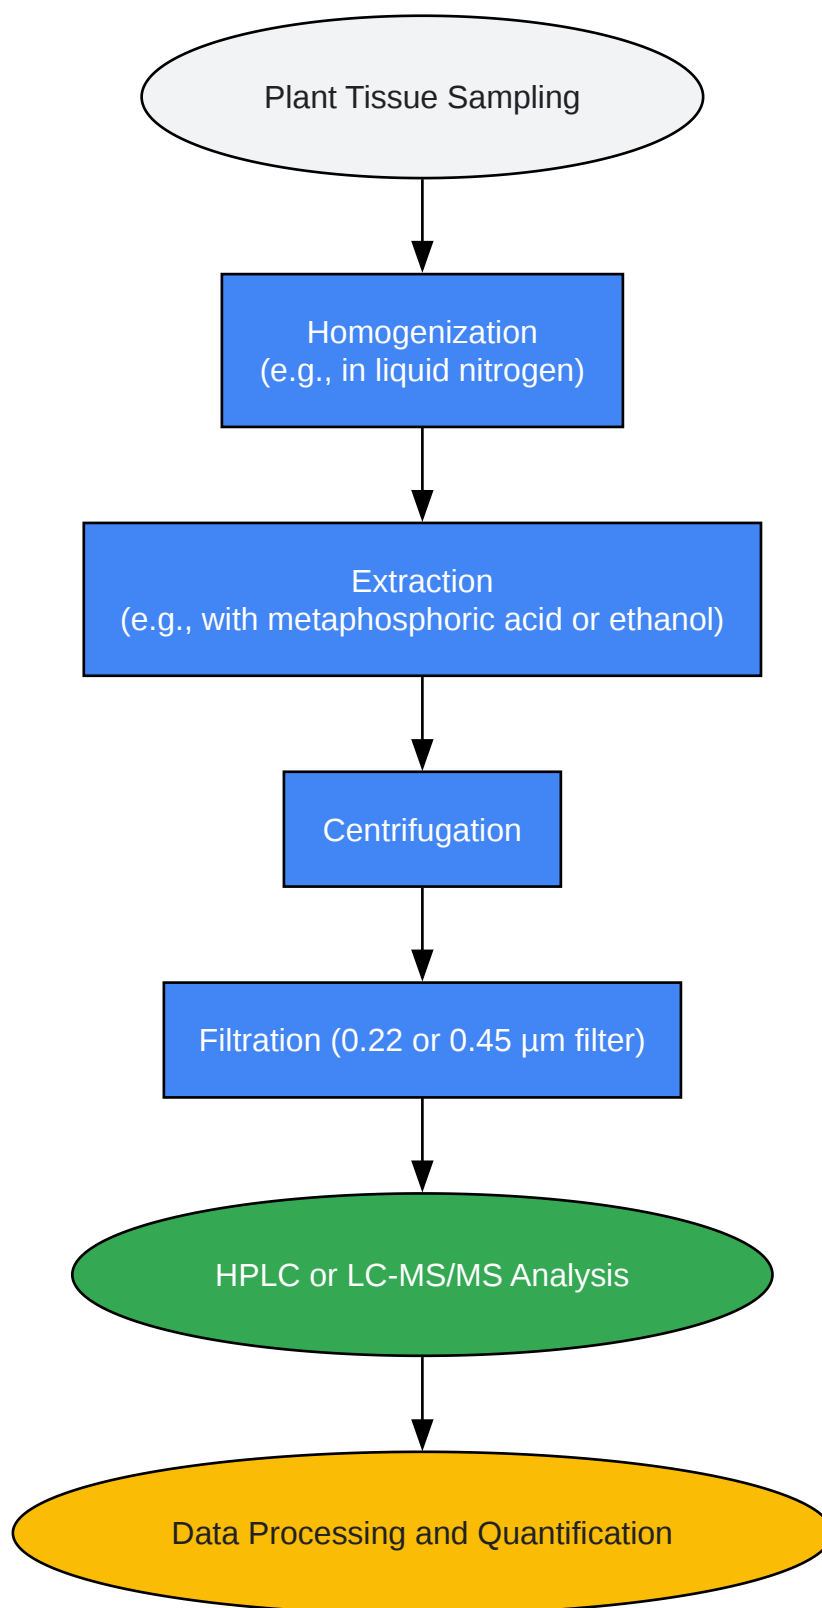 Plant Tissue Sampling
Homogenization
(e.g., in liquid nitrogen)
Extraction
(e.g., with metaphosphoric acid or ethanol)
Centrifugation
Filtration (0.22 or 0.45 µm filter)
HPLC or LC-MS/MS Analysis
Data Processing and Quantification